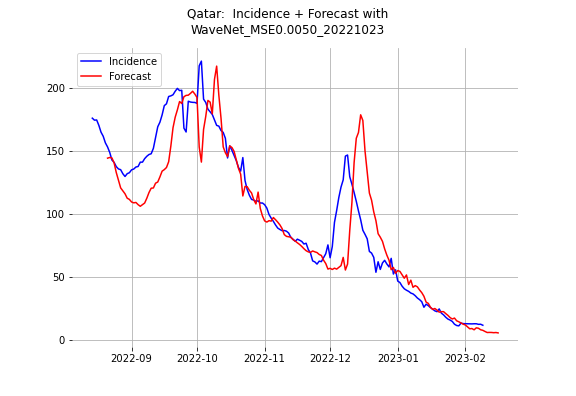 Qatar:  Incidence + Forecast with
WaveNet_MSE0.0050_20221023
Incidence
Forecast
200
150
100
50
0
2022-09 2022-10 2022-11 2022-12 2023-01 2023-02